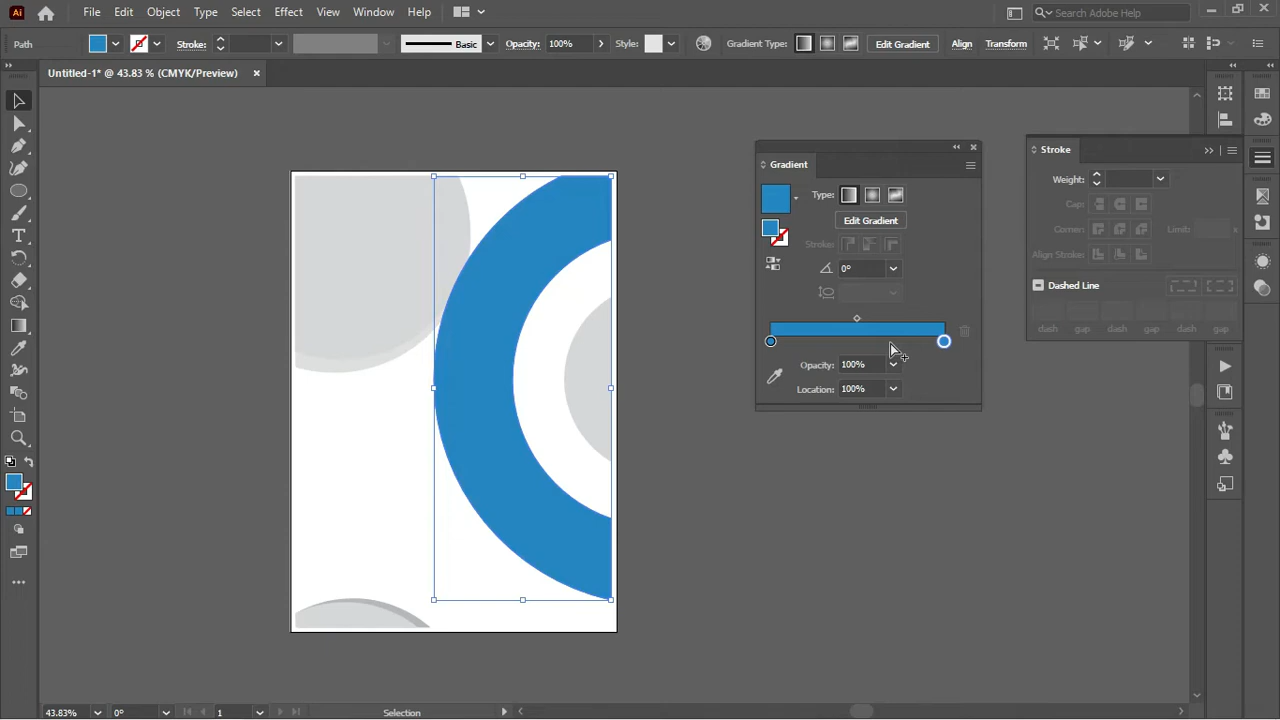 Ai File Edit Object Type Select Effect View Window Help Search Adobe Help
Path Stroke: Basic Opacity: 100% Style: Gradient Type: Edit Gradient Align Transform
Untitled-1* @ 43.83 % (CMYK/Preview) ×
Gradient
Type:
Edit Gradient
Stroke:
0°
Opacity: 100%
Location: 100%
Stroke
Weight:
Cap:
Corner: Limit: x
Align Stroke:
Dashed Line
dash gap dash gap dash gap
43.83% 0° 1 Selection